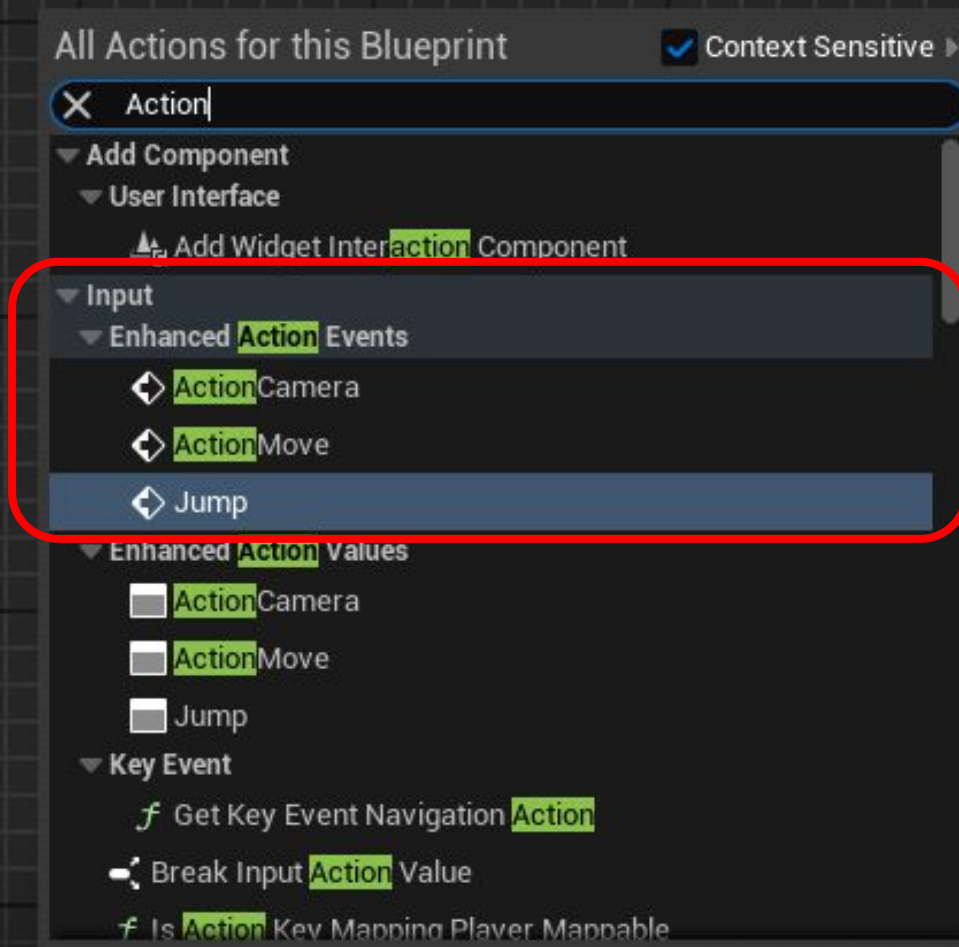 All Actions for this Blueprint
Context Sensitive
Action
Add Component
User Interface
Add Widget Interaction Component
Input
Enhanced Action Events
ActionCamera
ActionMove
Jump
Enhanced Action Values
ActionCamera
ActionMove
Jump
Key Event
Get Key Event Navigation Action
Break Input Action Value
Is Action Key Mapping Player Mappable